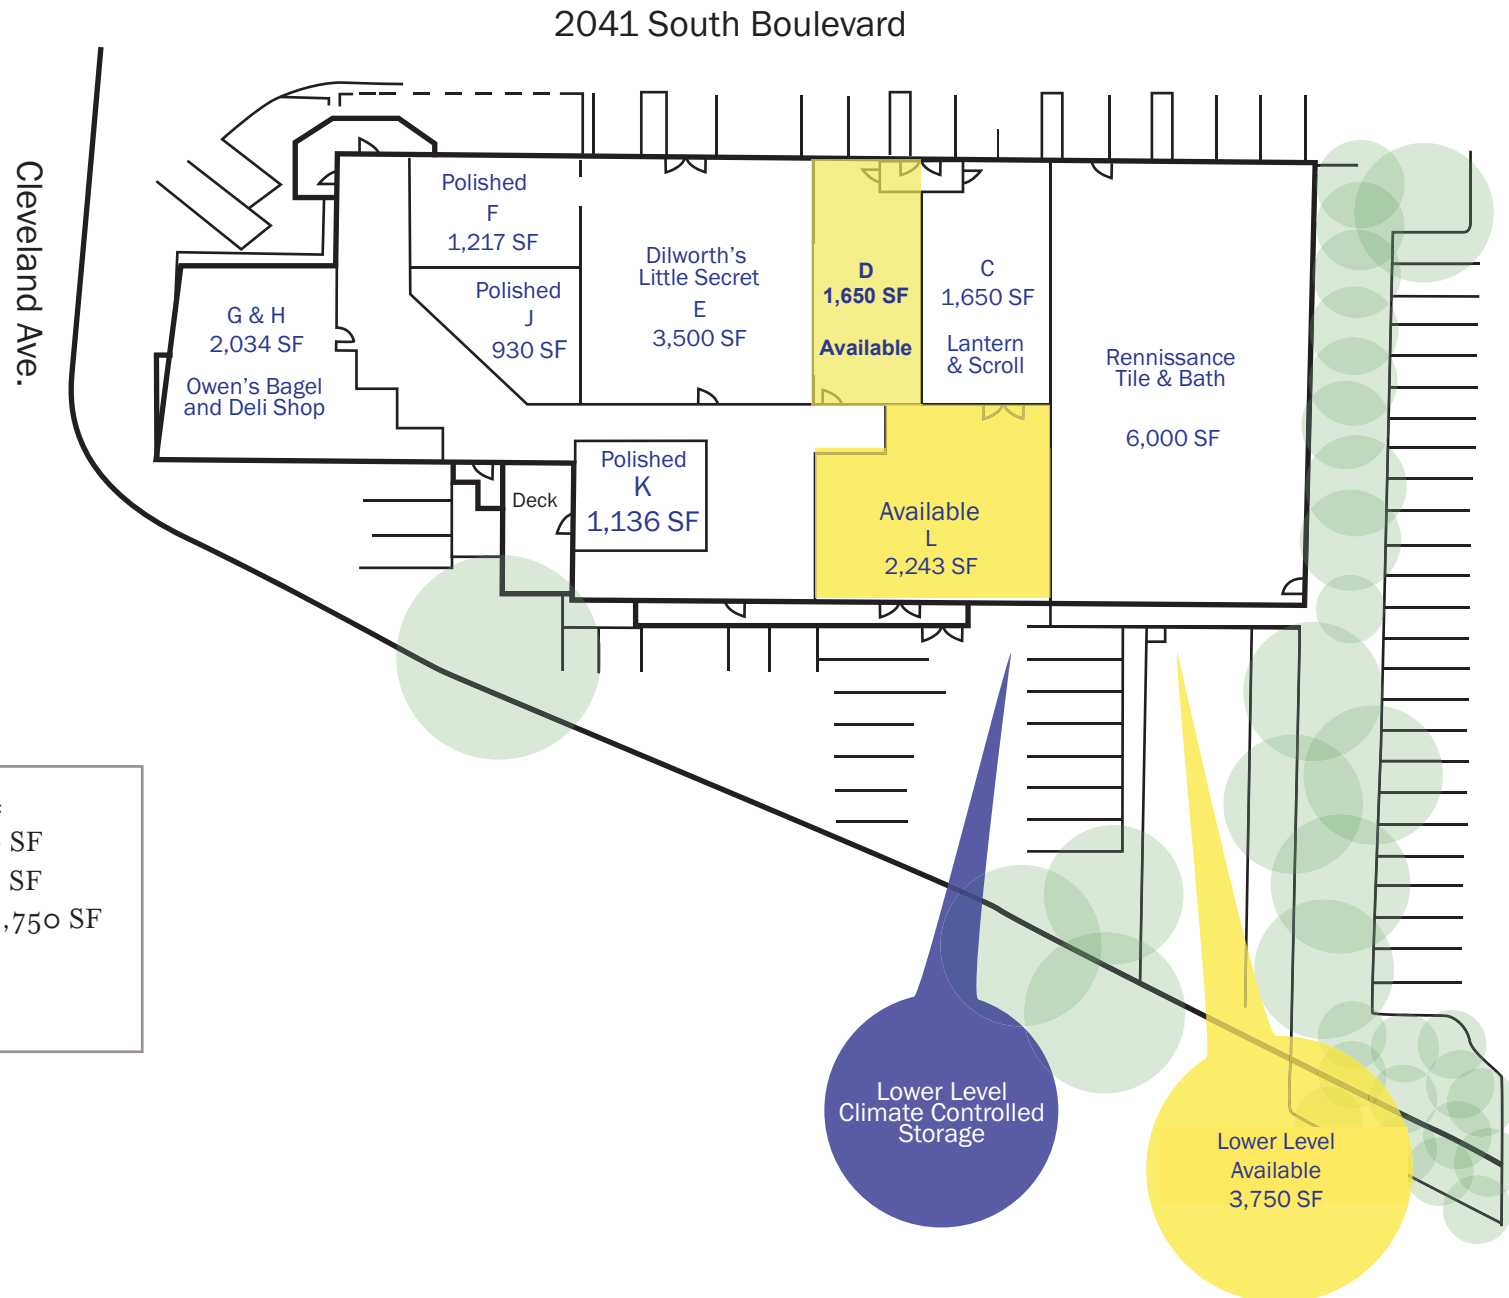 2041 South Boulevard
Cleveland Ave.
Polished
F
1,217 SF
Polished
J
930 SF
Dilworth's
Little Secret
E
3,500 SF
D
1,650 SF
Available
C
1,650 SF
Lantern
& Scroll
Rennissance
Tile & Bath
6,000 SF
G & H
2,034 SF
Owen's Bagel
and Deli Shop
Deck
Polished
K
1,136 SF
Available
L
2,243 SF
SF
SF
,750 SF
Lower Level
Climate Controlled
Storage
Lower Level
Available
3,750 SF